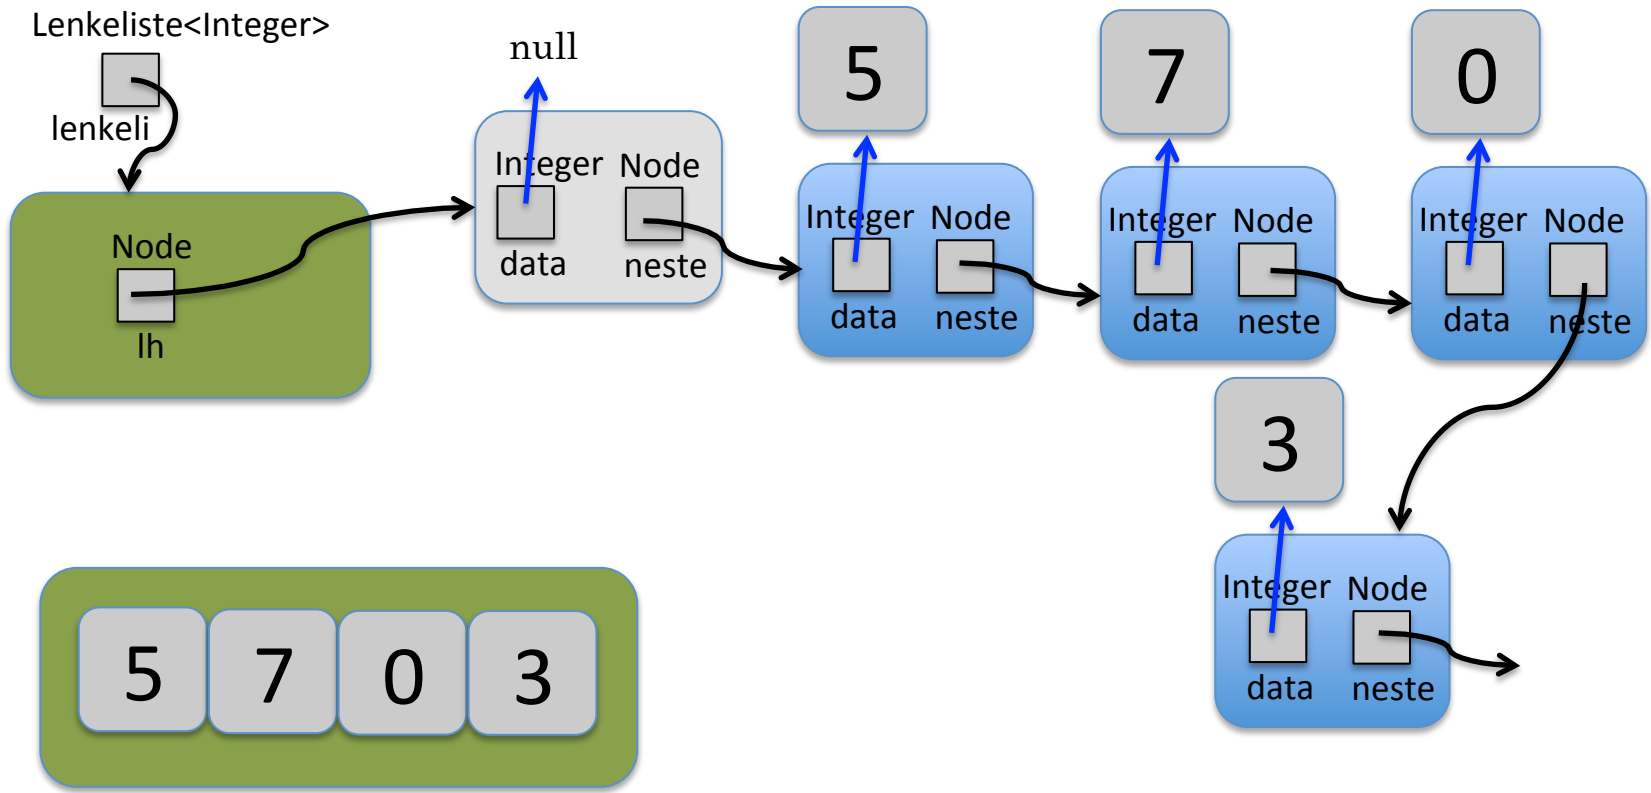 Lenkeliste<Integer>
lenkeli
Node
lh
null
Integer Node
data neste
5
Integer Node
data neste
7
Integer Node
data neste
0
Integer Node
data neste
3
Integer Node
data neste
5 7 0 3